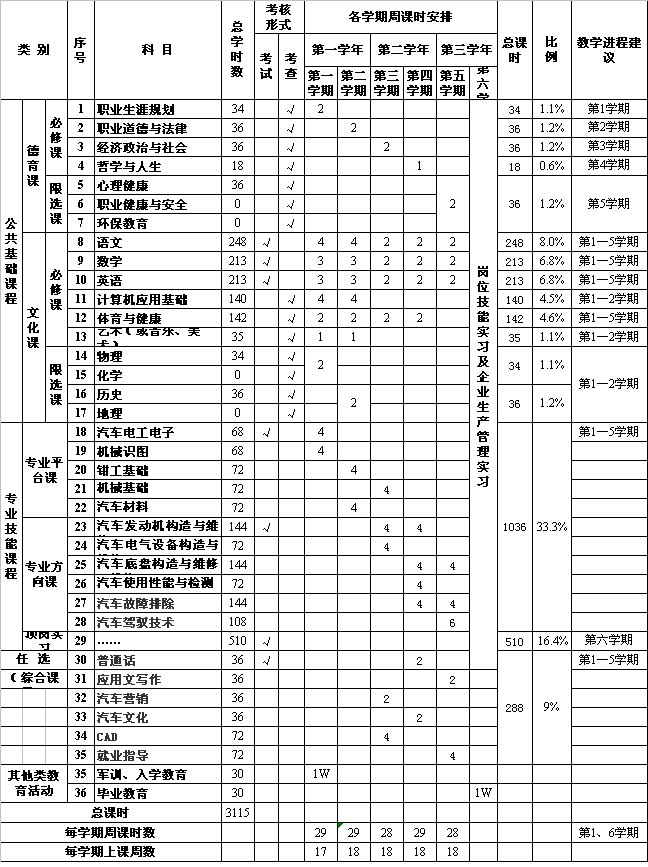 类 别 序号 科 目 总学时数 考核形式 各学期周课时安排 总课时 比例 教学进程建议
考试 考查 第一学年 第二学年 第三学年
第一学期 第二学期 第三学期 第四学期 第五学期 第六学
公共基础课程 德育课 必修课 1 职业生涯规划 34 √ 2 34 1.1% 第1学期
2 职业道德与法律 36 √ 2 36 1.2% 第2学期
3 经济政治与社会 36 √ 2 36 1.2% 第3学期
4 哲学与人生 18 √ 1 18 0.6% 第4学期
限选课 5 心理健康 36 √
6 职业健康与安全 0 √ 2 36 1.2% 第5学期
7 环保教育 0 √
文化课 必修课 8 语文 248 √ 4 4 2 2 2 248 8.0% 第1—5学期
9 数学 213 √ 3 3 2 2 2 213 6.8% 第1—5学期
10 英语 213 √ 3 3 2 2 2 213 6.8% 第1—5学期
11 计算机应用基础 140 √ 4 4 140 4.5% 第1—2学期
12 体育与健康 142 √ 2 2 2 2 142 4.6% 第1—5学期
13 艺术（或音乐、美术） 35 √ 1 1 35 1.1% 第1—2学期
限选课 14 物理 34 √ 2 34 1.1% 第1—2学期
15 化学 0 √
16 历史 36 √ 2 36 1.2%
17 地理 0 √
岗位技能实习及企业生产管理实习
专业技能课程 专业平台课 18 汽车电工电子 68 √ 4 1036 33.3% 第1—5学期
19 机械识图 68 4
20 钳工基础 72 4
21 机械基础 72 4
22 汽车材料 72 4
专业方向课 23 汽车发动机构造与维 144 √ 4 4
24 汽车电气设备构造与 72 4
25 汽车底盘构造与维修 144 4 4
26 汽车使用性能与检测 72 4
27 汽车故障排除 144 4 4
28 汽车驾驭技术 108 6
顶岗实习 29 …… 510 √ 510 16.4% 第六学期
任 选 30 普通话 36 √ 2 288 9% 第1—5学期
（综合课 31 应用文写作 36 2
32 汽车营销 36 2
33 汽车文化 36 2
34 CAD 72 4
35 就业指导 72 4
其他类教育活动 35 军训、入学教育 30 1W
36 毕业教育 30 1W
总课时 3115
每学期周课时数 29 29 28 29 28 第1、6学期
每学期上课周数 17 18 18 18 18